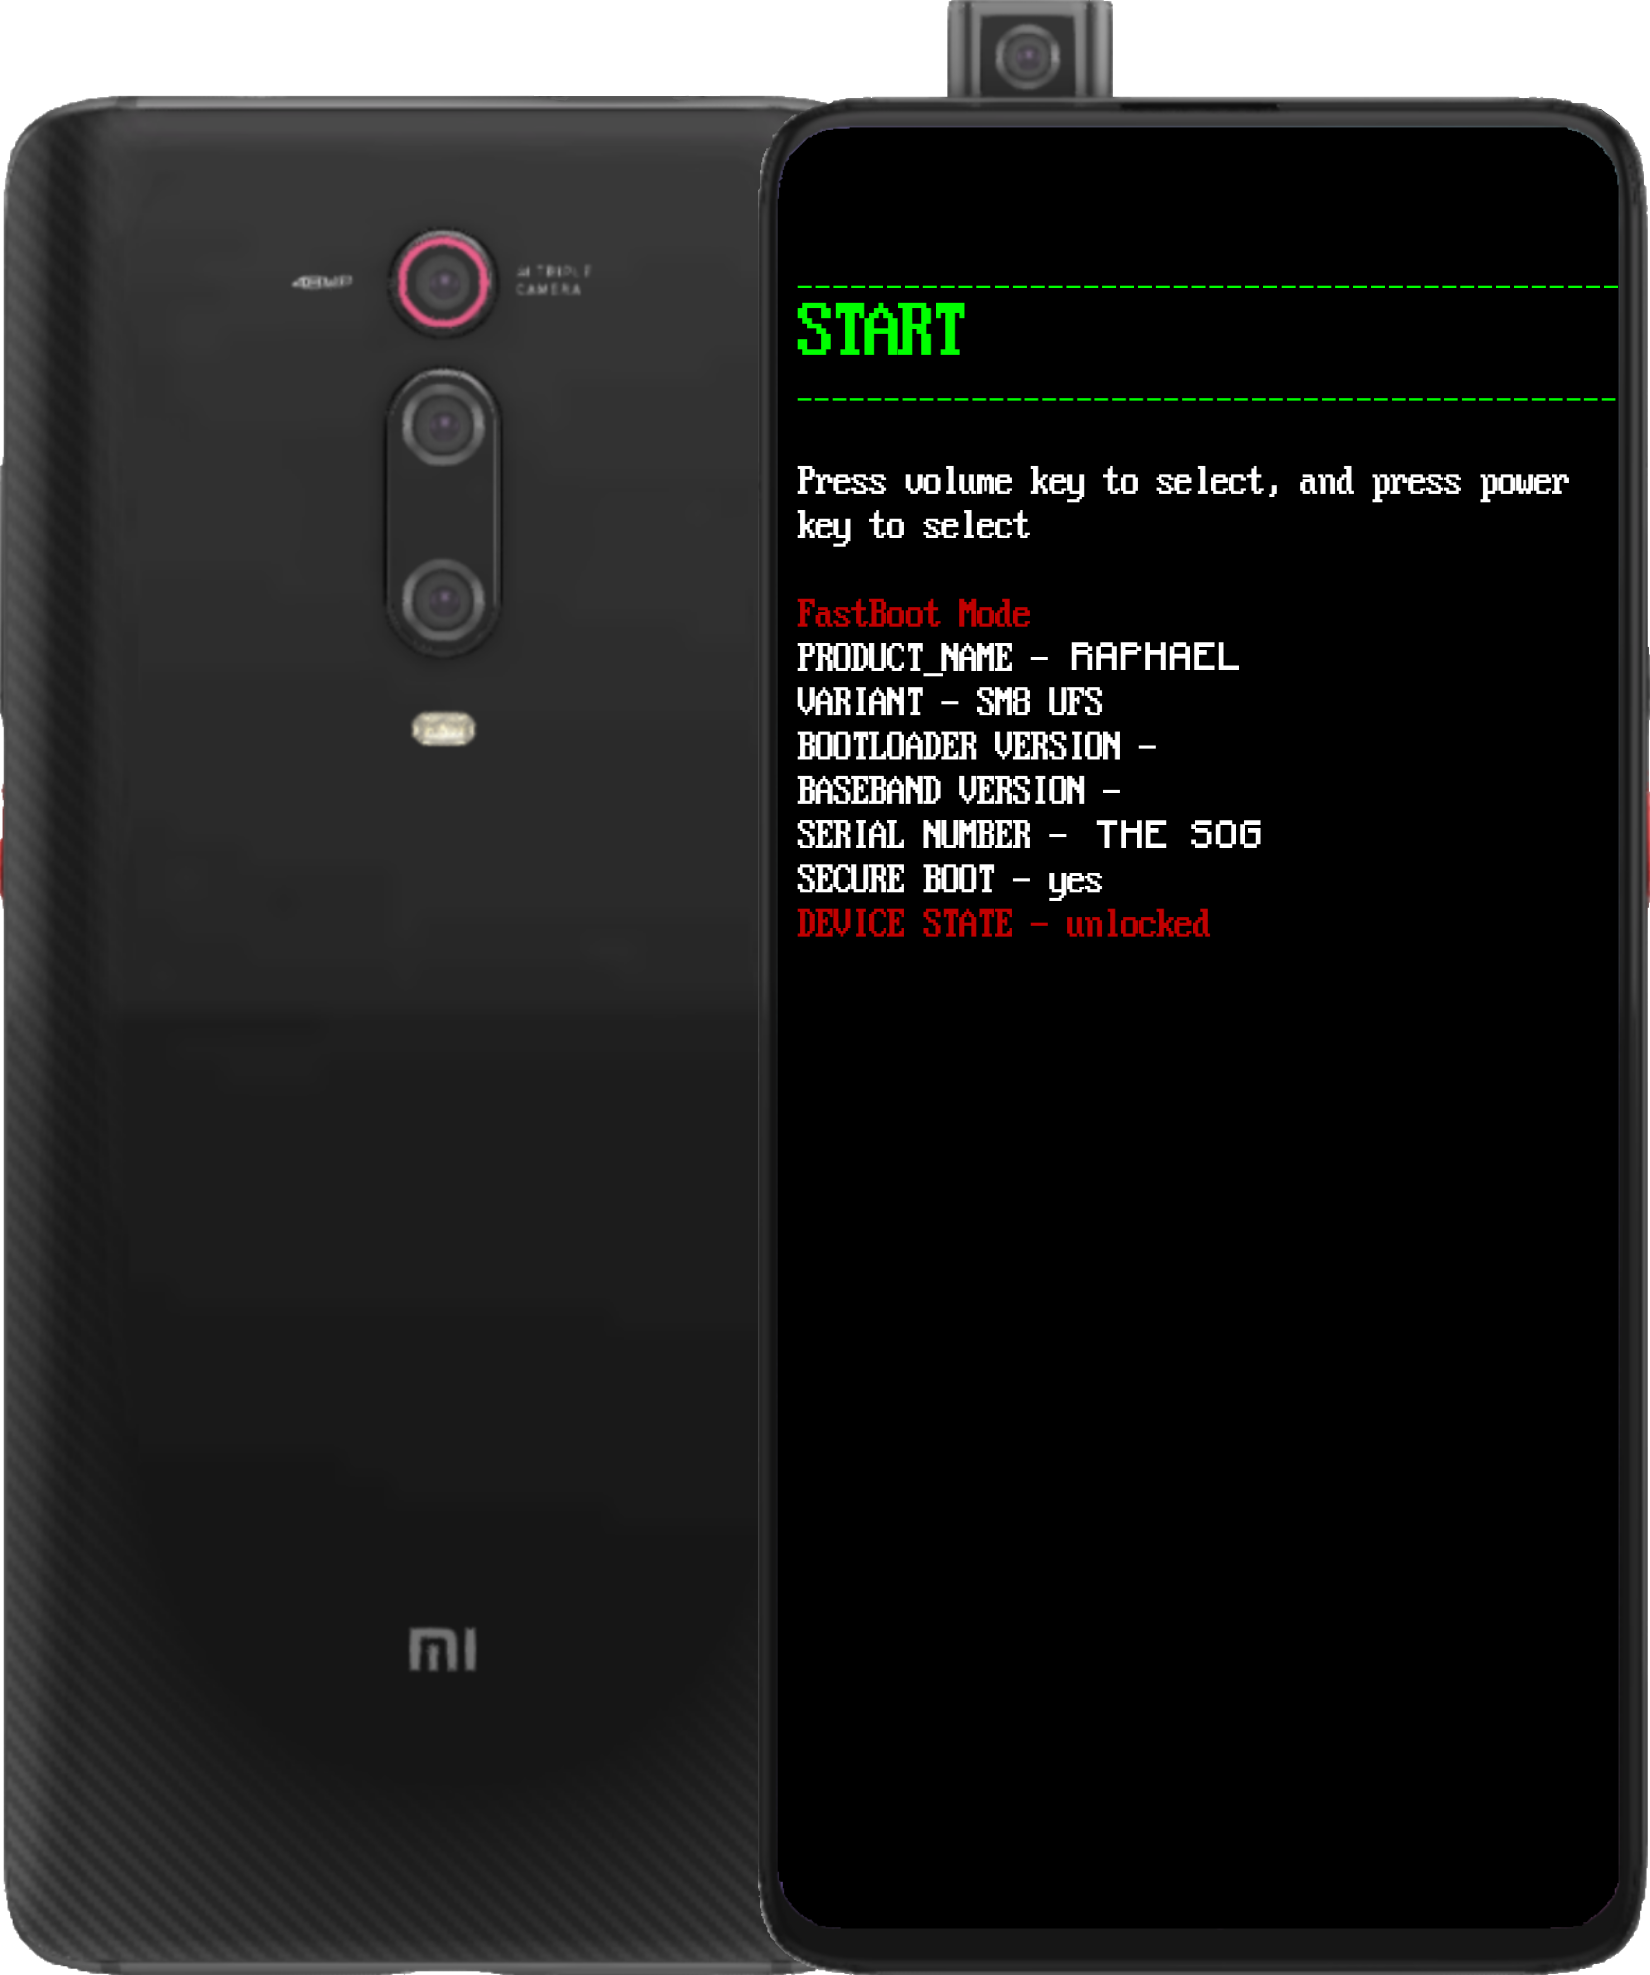 48MP
AI TRIPLE
CAMERA
START
Press volume key to select, and press power
key to select
FastBoot Mode
PRODUCT_NAME - RAPHAEL
VARIANT - SM8 UFS
BOOTLOADER VERSION -
BASEBAND VERSION -
SERIAL NUMBER - THE SOG
SECURE BOOT - yes
DEVICE STATE - unlocked
mi